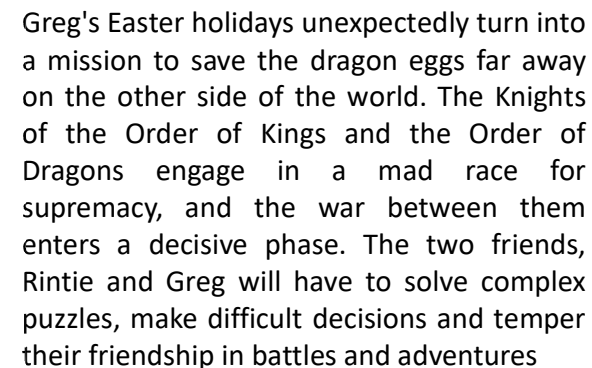 Greg's Easter holidays unexpectedly turn into
a mission to save the dragon eggs far away
on the other side of the world. The Knights
of the Order of Kings and the Order of
Dragons engage in a mad race for
supremacy, and the war between them
enters a decisive phase. The two friends,
Rintie and Greg will have to solve complex
puzzles, make difficult decisions and temper
their friendship in battles and adventures